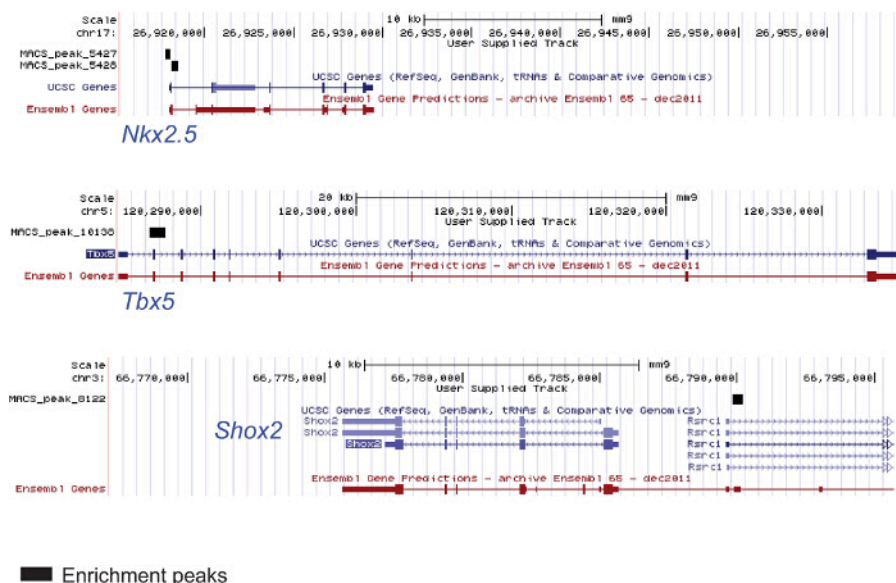 Scale 10 kb mm9
chr17: 26,920,000 26,925,000 26,930,000 26,935,000 26,940,000 26,945,000 26,950,000 26,955,000
User Supplied Track
MACS_peak_5427
MACS_peak_5428
UCSC Genes (RefSeq, GenBank, tRNAs & Comparative Genomics)
UCSC Genes
Ensembl Gene Predictions - archive Ensembl 65 - dec2011
Ensembl Genes
Nkx2.5
Scale 20 kb mm9
chr5: 120,290,000 120,300,000 120,310,000 120,320,000 120,330,000
User Supplied Track
MACS_peak_10138
UCSC Genes (RefSeq, GenBank, tRNAs & Comparative Genomics)
Tbx5
Ensembl Gene Predictions - archive Ensembl 65 - dec2011
Ensembl Genes
Tbx5
Scale 10 kb mm9
chr3: 66,770,000 66,775,000 66,780,000 66,785,000 66,790,000 66,795,000
User Supplied Track
MACS_peak_8122
UCSC Genes (RefSeq, GenBank, tRNAs & Comparative Genomics)
Shox2 Rsrc1
Shox2 Rsrc1
Shox2 Rsrc1
Rsrc1
Rsrc1
Shox2
Ensembl Gene Predictions - archive Ensembl 65 - dec2011
Ensembl Genes
Enrichment peaks